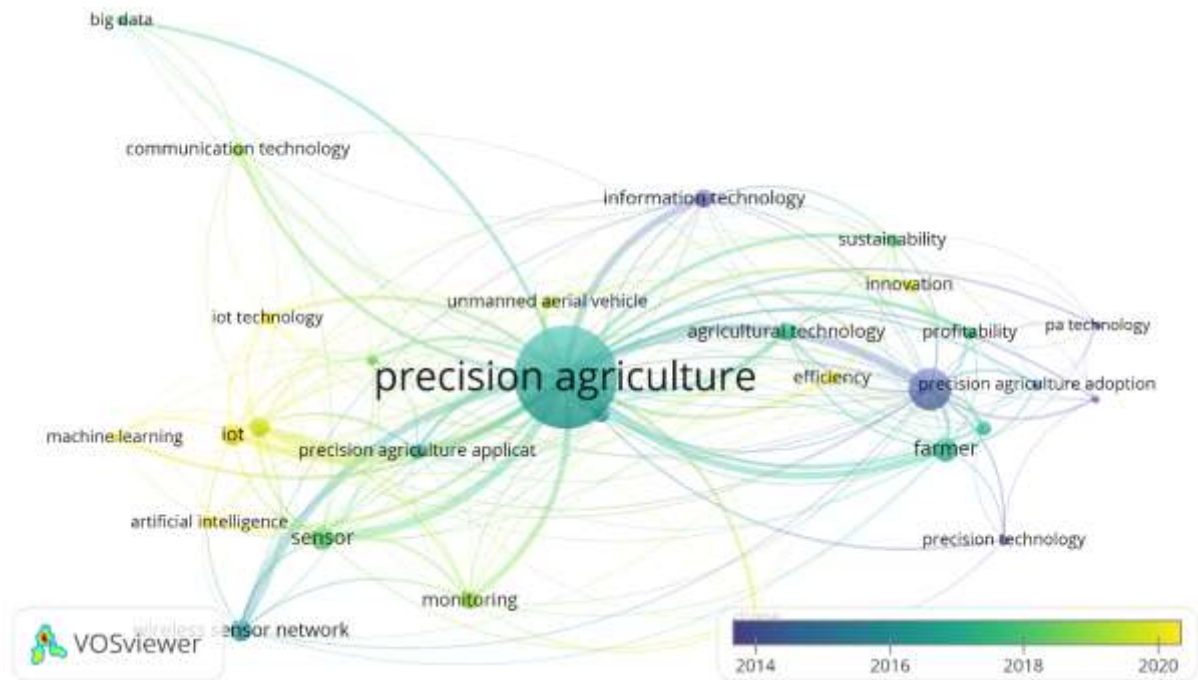 big data
communication technology
information technology
sustainability
innovation
unmanned aerial vehicle
iot technology
agricultural technology
profitability
pa technology
precision agriculture
efficiency
precision agriculture adoption
machine learning
iot
precision agriculture applicat
farmer
artificial intelligence
sensor
precision technology
monitoring
wireless sensor network
VOSviewer
2014
2016
2018
2020